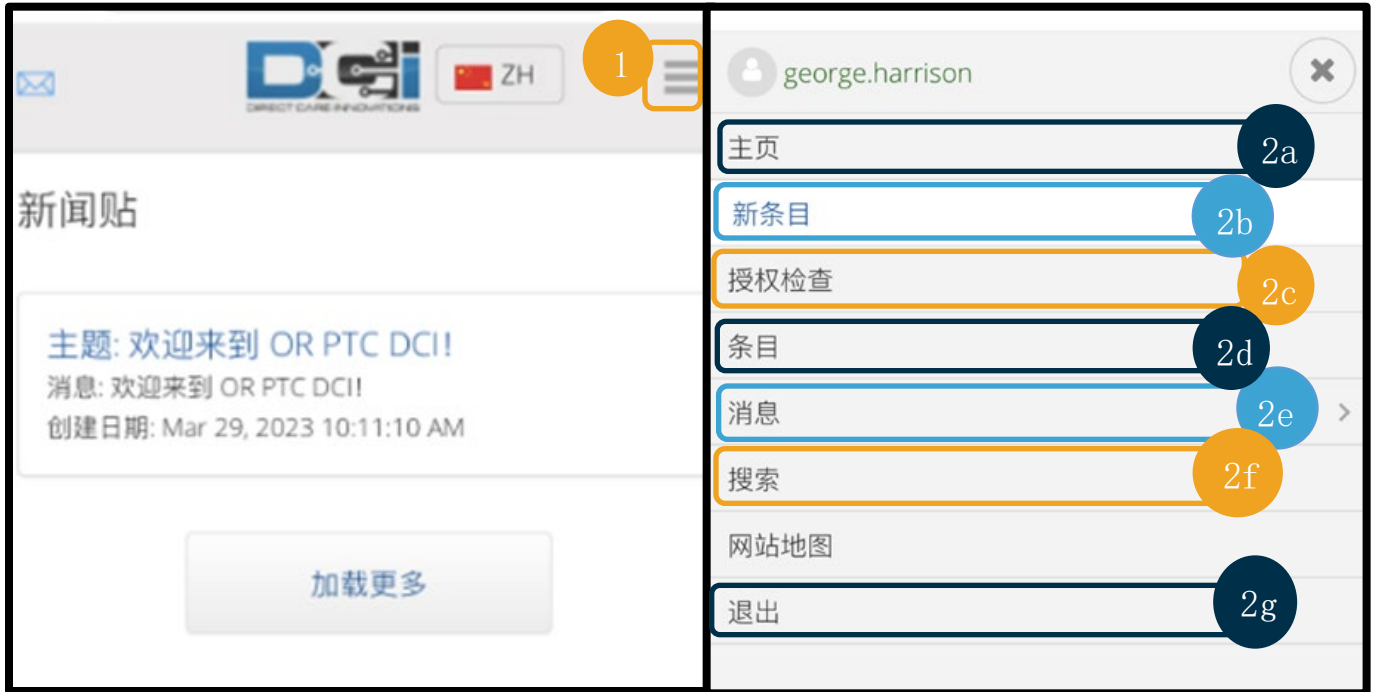 DCi
DIRECT CARE INNOVATIONS
ZH
1
新闻贴
主题: 欢迎来到 OR PTC DCI!
消息: 欢迎来到 OR PTC DCI!
创建日期: Mar 29, 2023 10:11:10 AM
加载更多
george.harrison
主页
2a
新条目
2b
授权检查
2c
条目
2d
消息
2e
搜索
2f
网站地图
退出
2g